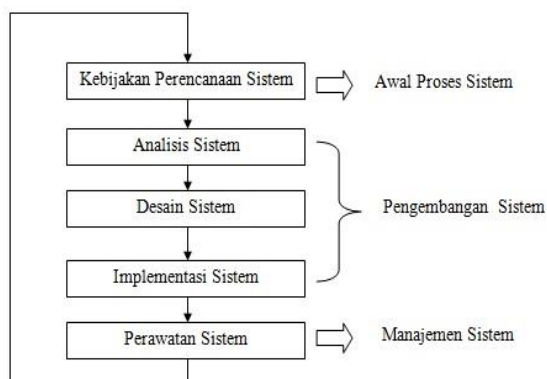 Kebijakan Perencanaan Sistem
Awal Proses Sistem
Analisis Sistem
Desain Sistem
Pengembangan Sistem
Implementasi Sistem
Perawatan Sistem
Manajemen Sistem